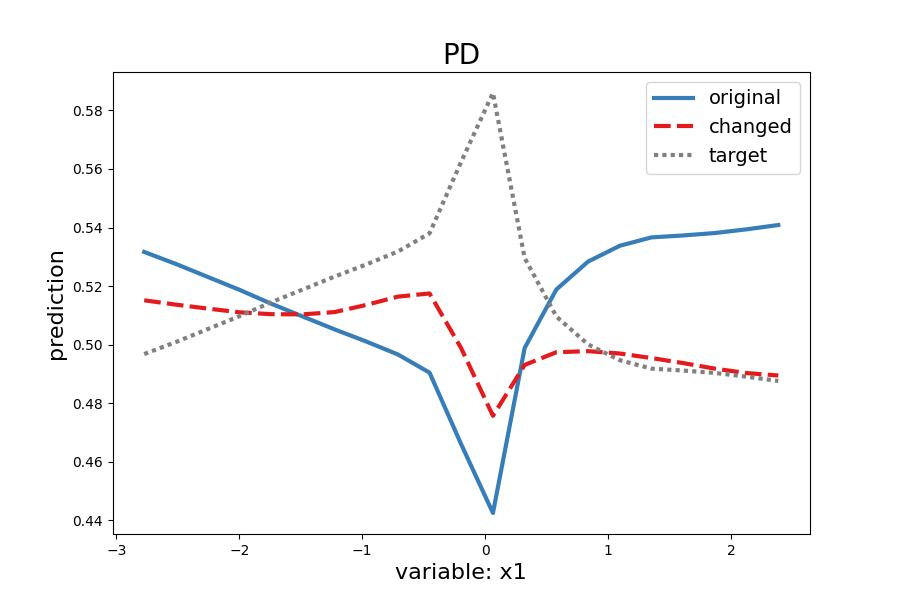 PD
original
changed
target
0.58
0.56
0.54
0.52
0.50
0.48
0.46
0.44
prediction
−3
−2
−1
0
1
2
variable: x1